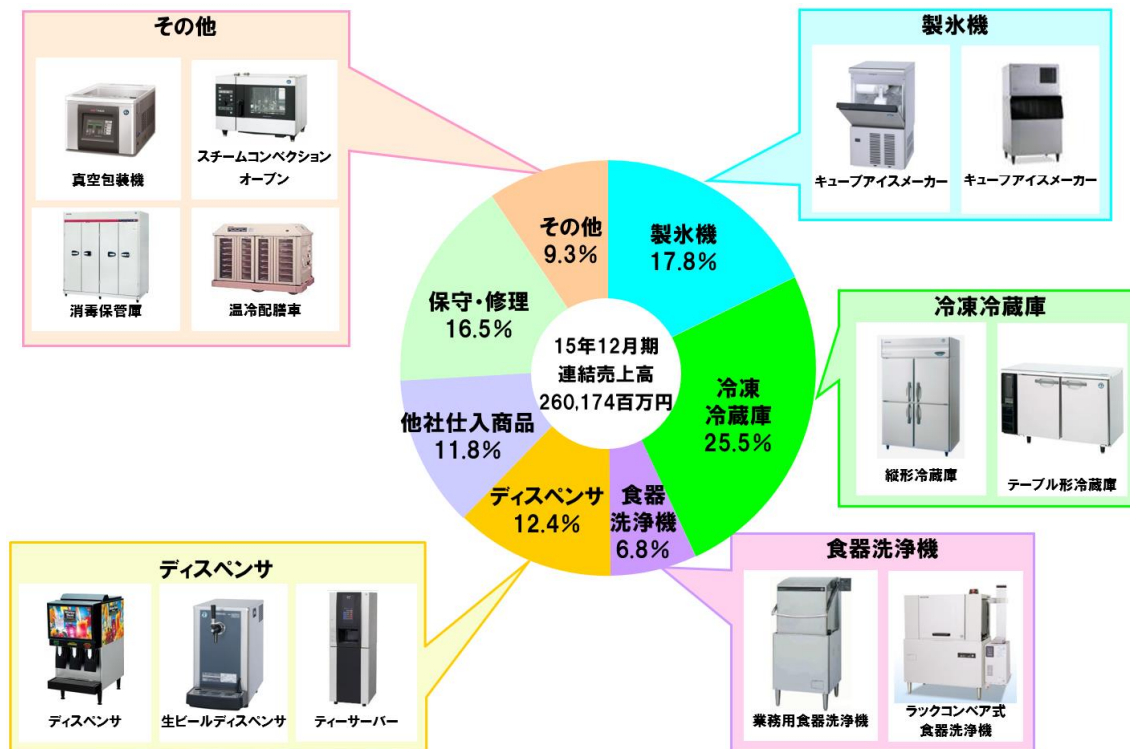 その他
真空包装機
スチームコンベクション
オーブン
消毒保管庫
温冷配膳車
製氷機
キューブアイスメーカー
キューブアイスメーカー
その他
9.3%
製氷機
17.8%
保守・修理
16.5%
15年12月期
連結売上高
260,174百万円
冷凍
冷蔵庫
25.5%
他社仕入商品
11.8%
ディスペンサ
12.4%
食器
洗浄機
6.8%
冷凍冷蔵庫
縦形冷蔵庫
テーブル形冷蔵庫
ディスペンサ
ディスペンサ
生ビールディスペンサ
ティーサーバー
食器洗浄機
業務用食器洗浄機
ラックコンベア式
食器洗浄機